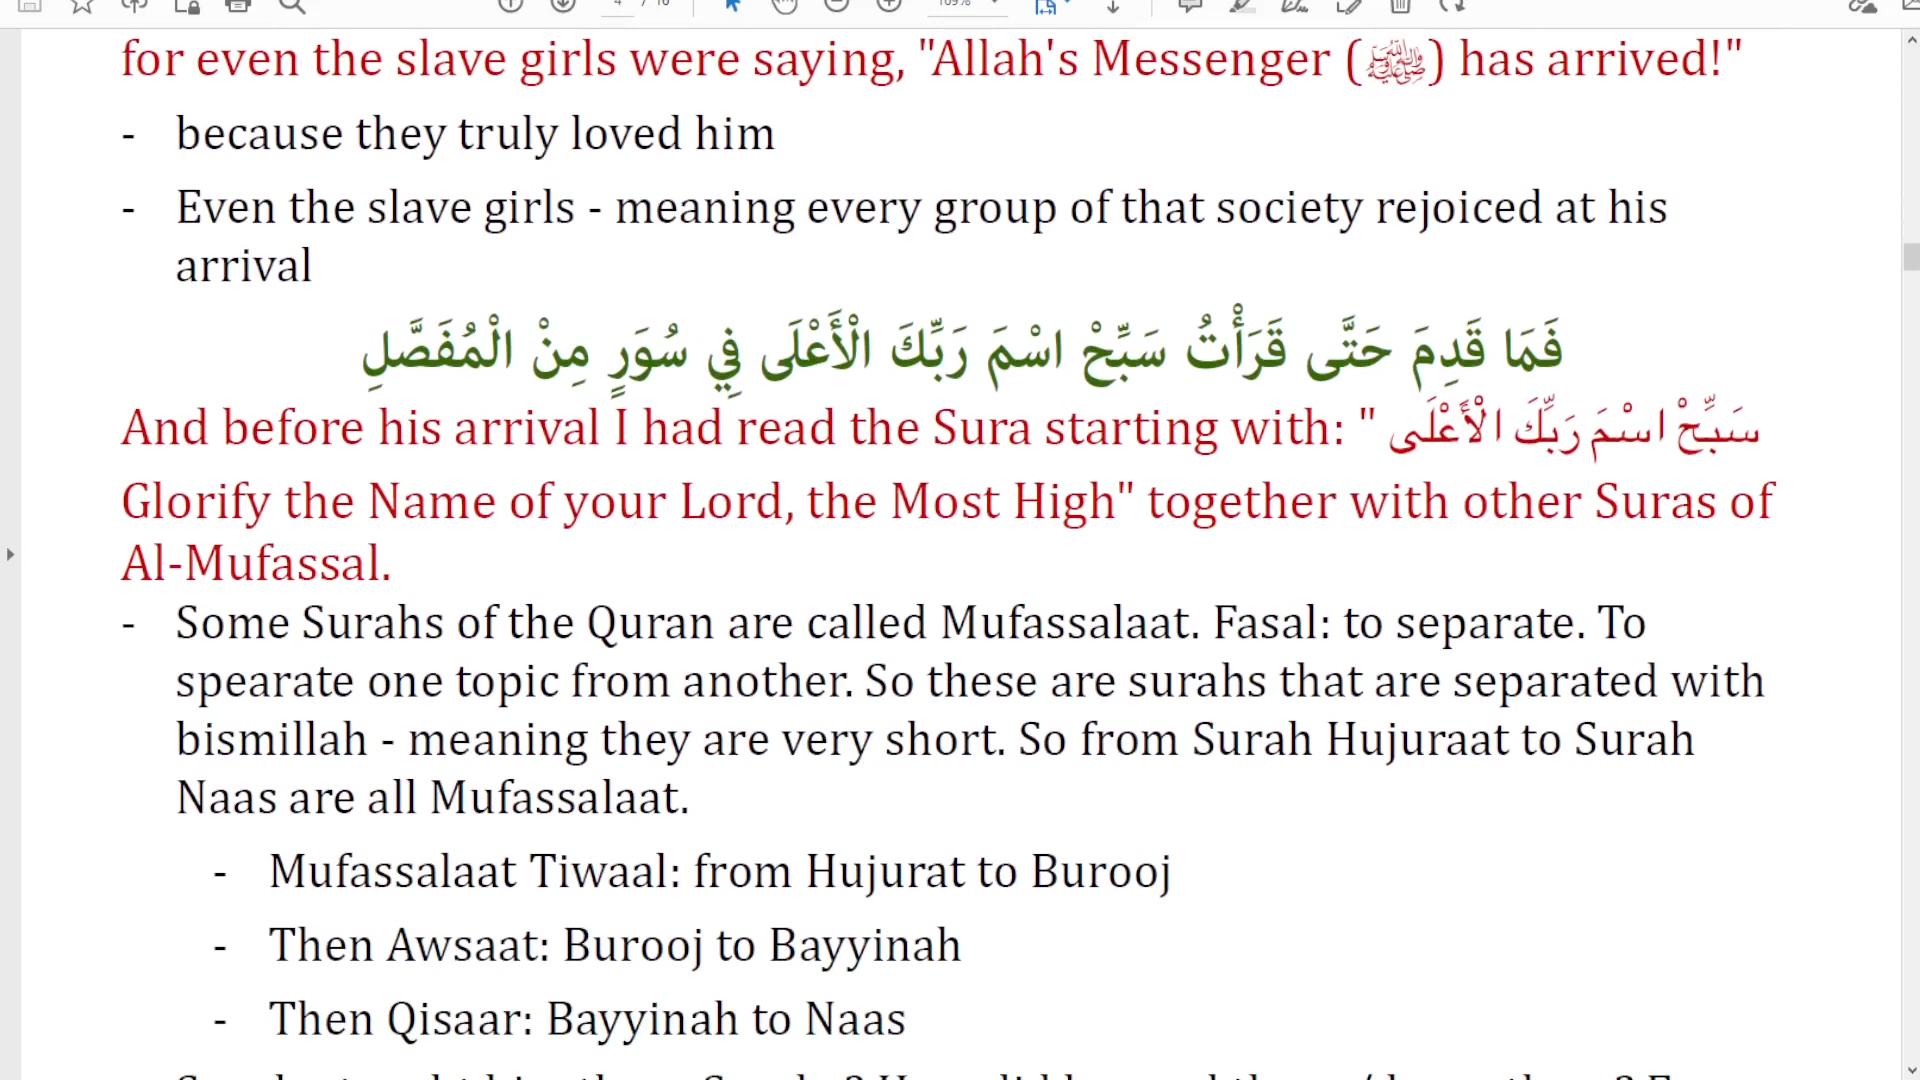 4 / 16
109%
for even the slave girls were saying, "Allah's Messenger (ﷺ) has arrived!"
- because they truly loved him
- Even the slave girls - meaning every group of that society rejoiced at his
arrival
فَمَا قَدِمَ حَتَّى قَرَأْتُ سَبِّحْ اسْمَ رَبِّكَ الْأَعْلَى فِي سُوَرٍ مِنْ الْمُفَصَّلِ
And before his arrival I had read the Sura starting with: " سَبِّحْ اسْمَ رَبِّكَ الْأَعْلَى
Glorify the Name of your Lord, the Most High" together with other Suras of
Al-Mufassal.
- Some Surahs of the Quran are called Mufassalaat. Fasal: to separate. To
spearate one topic from another. So these are surahs that are separated with
bismillah - meaning they are very short. So from Surah Hujuraat to Surah
Naas are all Mufassalaat.
- Mufassalaat Tiwaal: from Hujurat to Burooj
- Then Awsaat: Burooj to Bayyinah
- Then Qisaar: Bayyinah to Naas